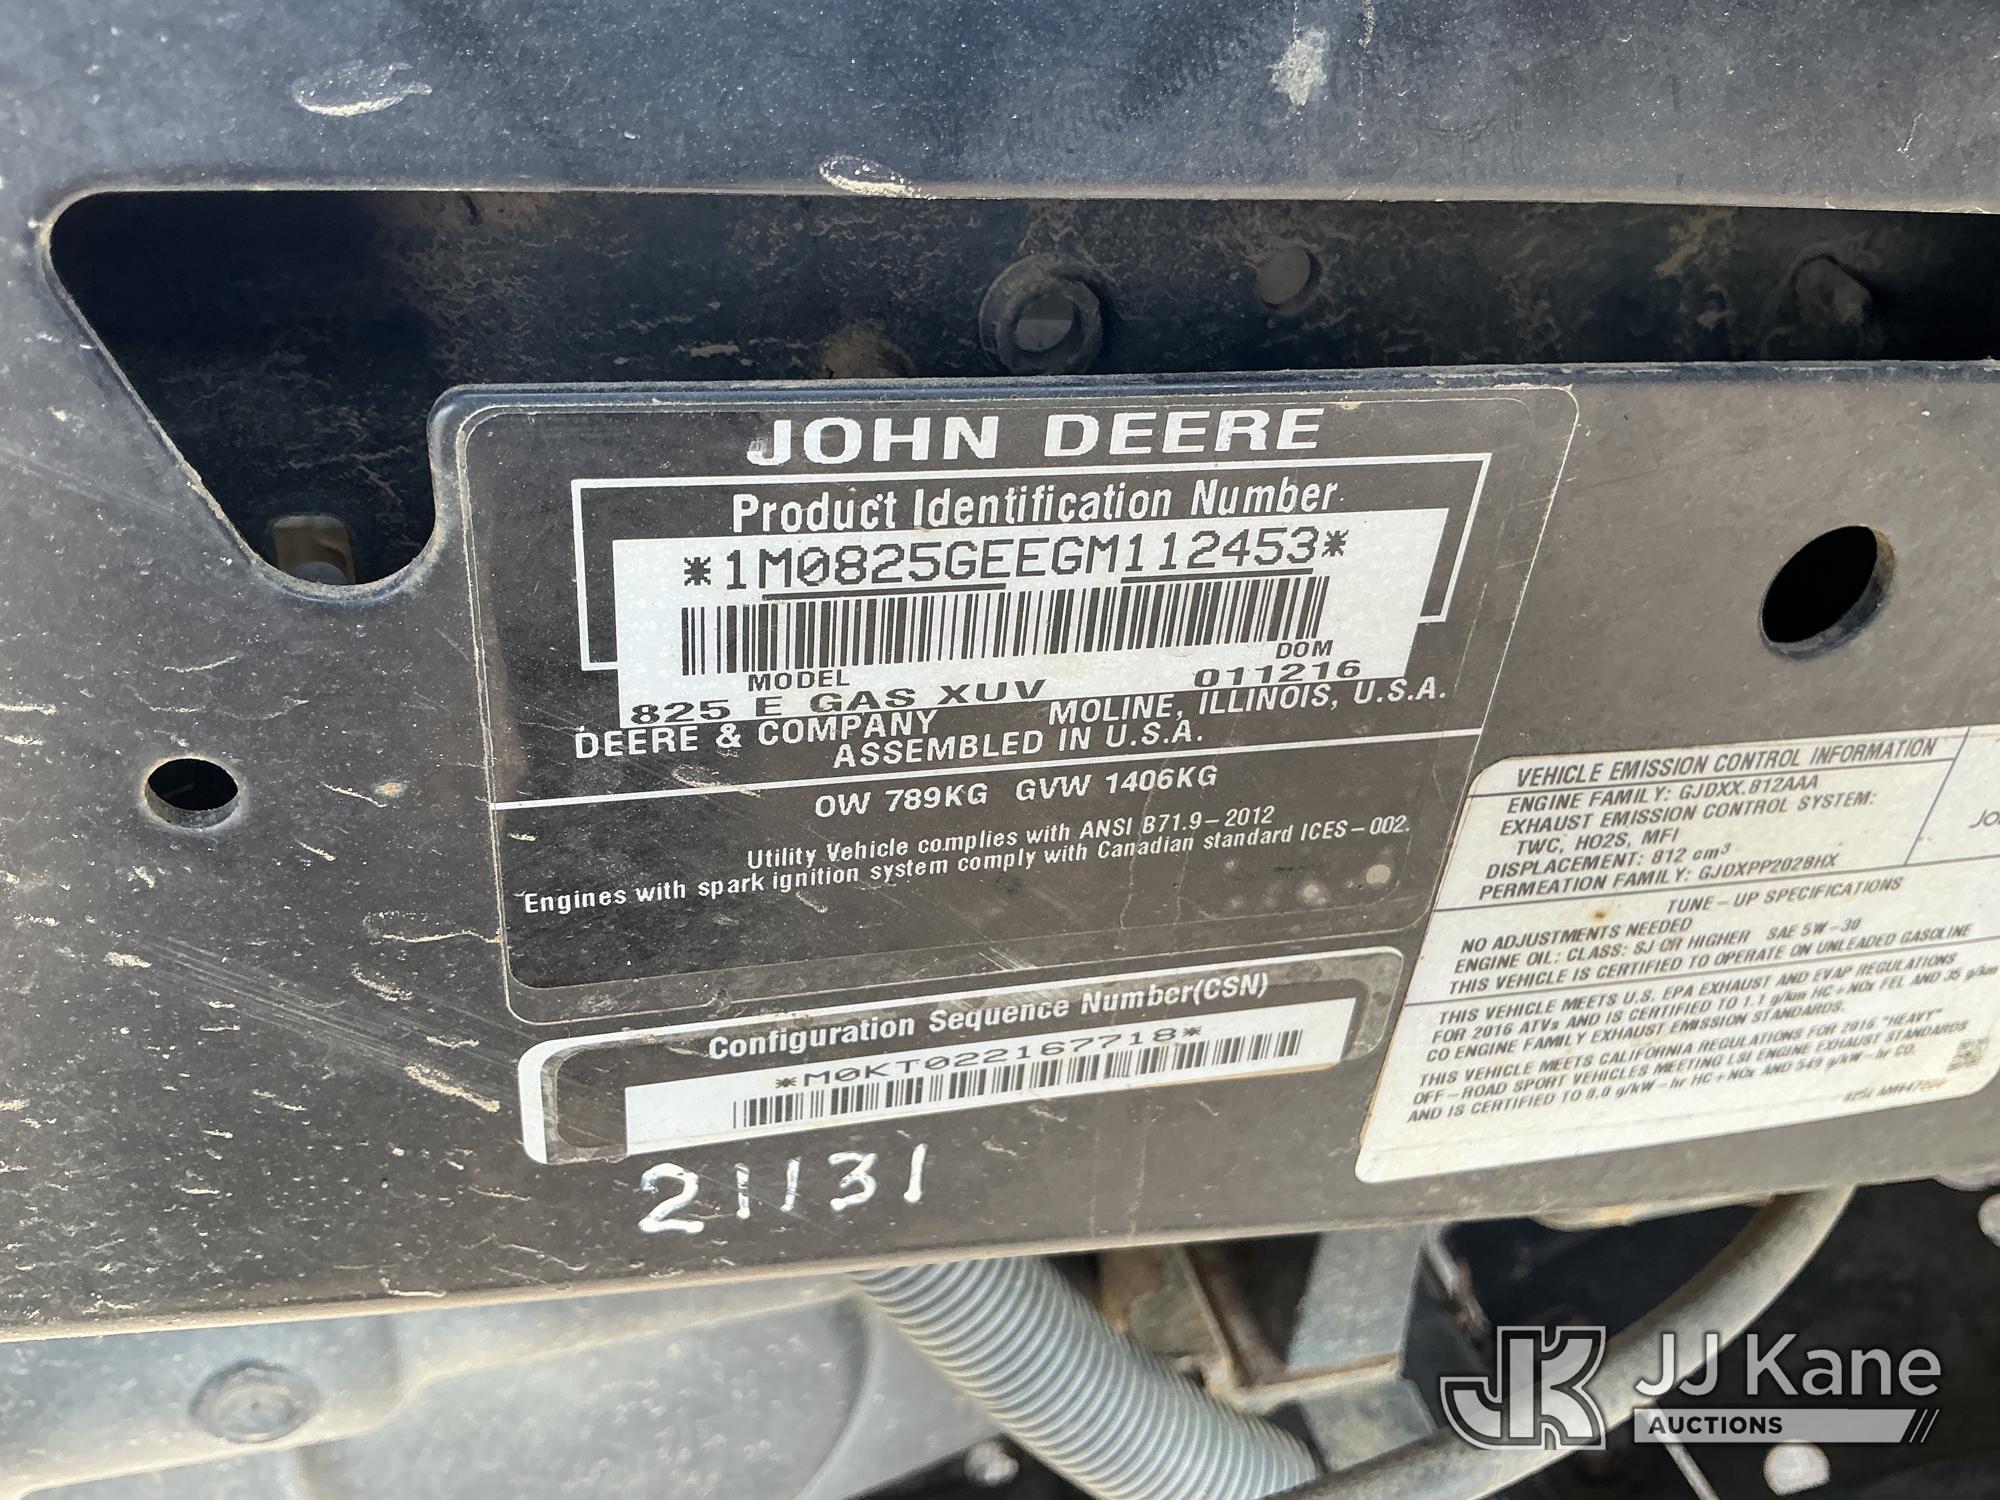 JOHN DEERE
Product Identification Number
*1M0825GEEGM112453*
MODEL DOM
825 E GAS XUV 011216
DEERE & COMPANY MOLINE, ILLINOIS, U.S.A.
ASSEMBLED IN U.S.A.
OW 789KG GVW 1406KG
Utility Vehicle complies with ANSI B71.9-2012
Engines with spark ignition system comply with Canadian standard ICES-002.
Configuration Sequence Number(CSN)
*M0KT022167718*
21131
VEHICLE EMISSION CONTROL INFORMATION
ENGINE FAMILY: GJDXX.812AAA
EXHAUST EMISSION CONTROL SYSTEM:
TWC, HO2S, MFI
DISPLACEMENT: 812 cm³
PERMEATION FAMILY: GJDXPP2028HX
TUNE-UP SPECIFICATIONS
NO ADJUSTMENTS NEEDED
ENGINE OIL: CLASS: SJ OR HIGHER SAE 5W-30
THIS VEHICLE IS CERTIFIED TO OPERATE ON UNLEADED GASOLINE
THIS VEHICLE MEETS U.S. EPA EXHAUST AND EVAP REGULATIONS
FOR 2016 ATVs AND IS CERTIFIED TO 1.1 g/km HC+NOx FEL AND 35 g/km
CO ENGINE FAMILY EXHAUST EMISSION STANDARDS.
THIS VEHICLE MEETS CALIFORNIA REGULATIONS FOR 2016 "HEAVY"
OFF-ROAD SPORT VEHICLES MEETING LSI ENGINE EXHAUST STANDARDS
AND IS CERTIFIED TO 8.0 g/kW-hr HC+NOx AND 549 g/kW-hr CO.
JK JJ Kane
AUCTIONS